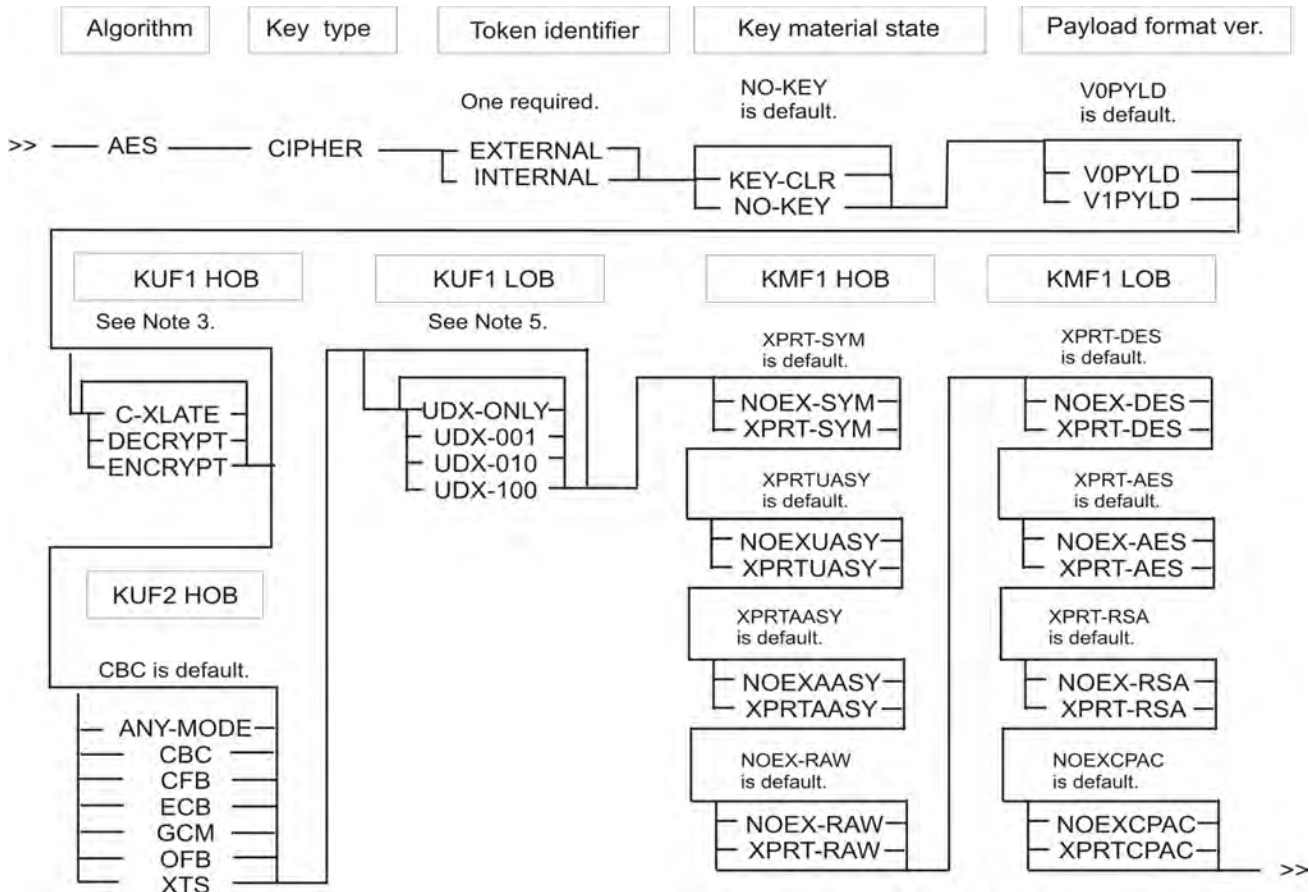 Algorithm
Key type
Token identifier
Key material state
Payload format ver.
One required.
NO-KEY
is default.
V0PYLD
is default.
>>
AES
CIPHER
EXTERNAL
INTERNAL
KEY-CLR
NO-KEY
V0PYLD
V1PYLD
KUF1 HOB
KUF1 LOB
KMF1 HOB
KMF1 LOB
See Note 3.
See Note 5.
XPRT-SYM
is default.
XPRT-DES
is default.
C-XLATE
DECRYPT
ENCRYPT
UDX-ONLY
UDX-001
UDX-010
UDX-100
NOEX-SYM
XPRT-SYM
NOEX-DES
XPRT-DES
XPRTUASY
is default.
XPRT-AES
is default.
NOEXUASY
XPRTUASY
NOEX-AES
XPRT-AES
KUF2 HOB
XPRTAASY
is default.
XPRT-RSA
is default.
CBC is default.
NOEXAASY
XPRTAASY
NOEX-RSA
XPRT-RSA
ANY-MODE
CBC
CFB
ECB
GCM
OFB
XTS
NOEX-RAW
is default.
NOEXCPAC
is default.
NOEX-RAW
XPRT-RAW
NOEXCPAC
XPRTCPAC
>>